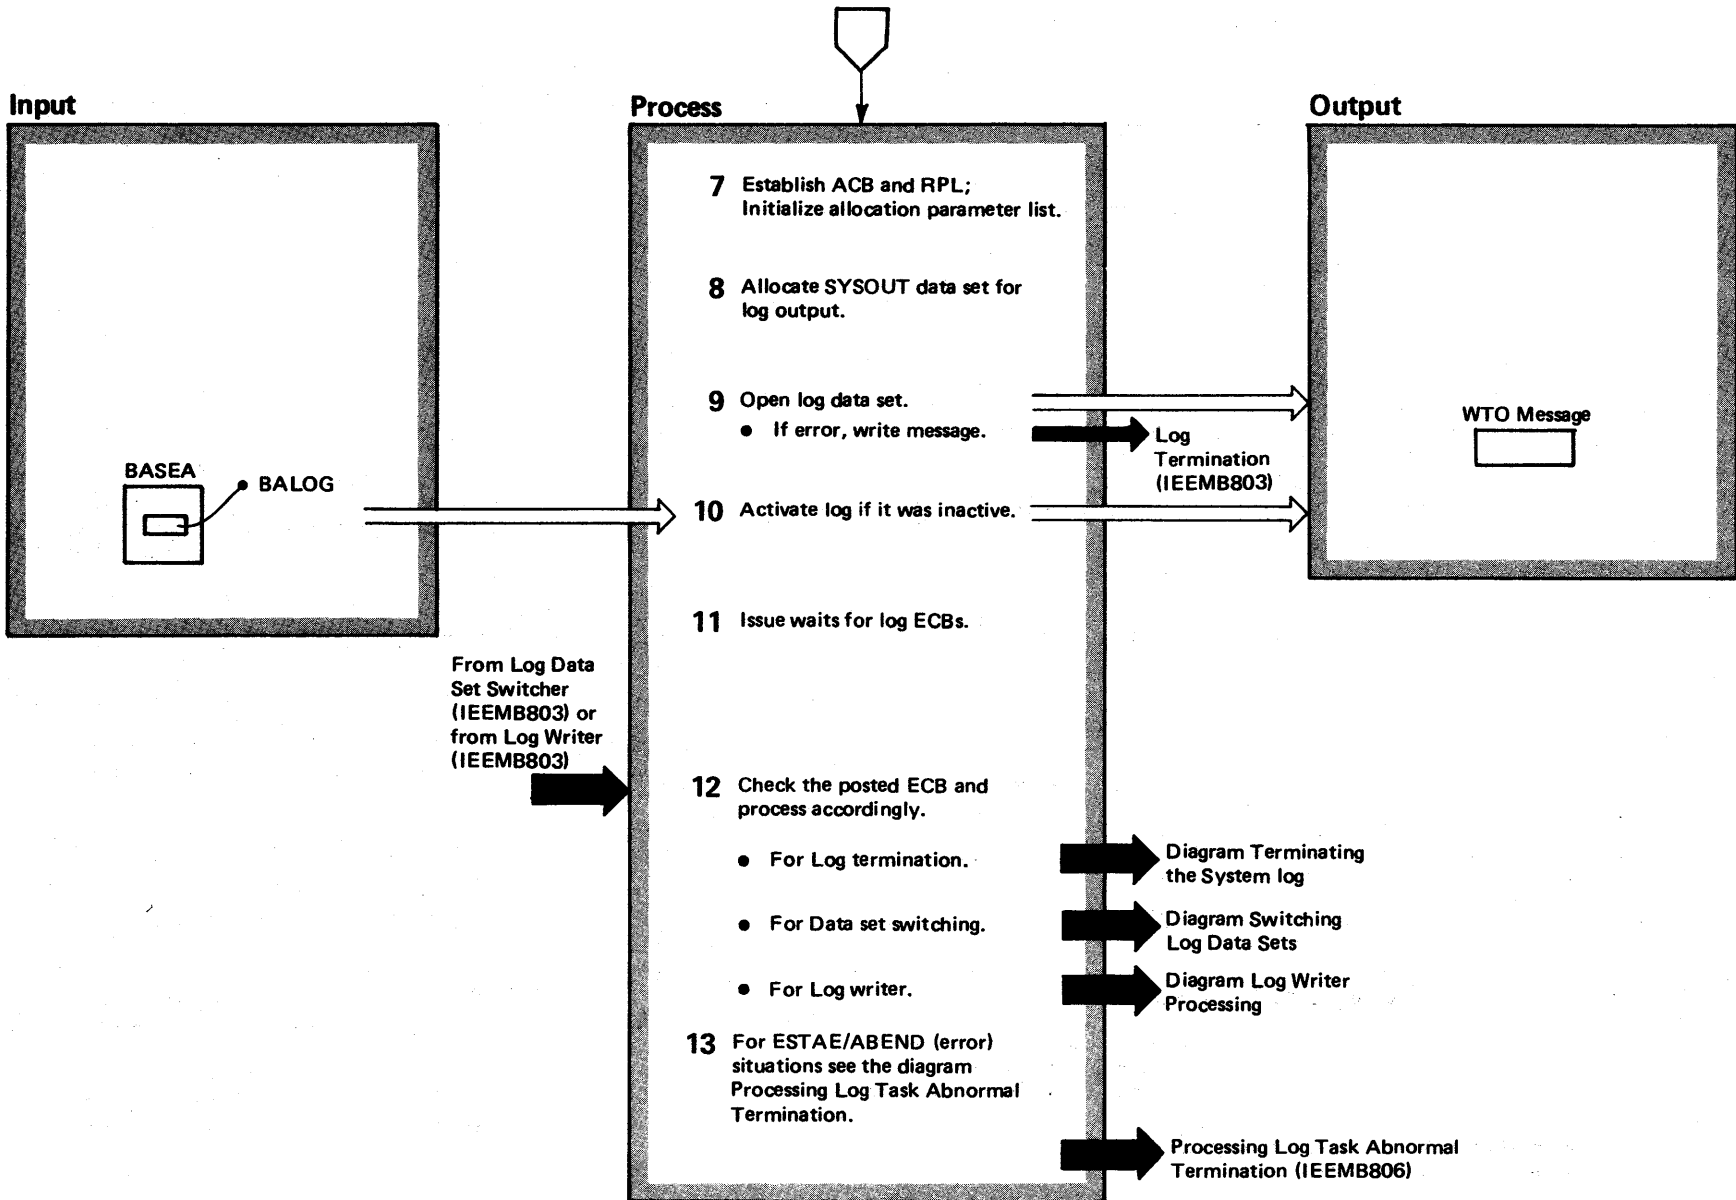 Input
Process
Output
7 Establish ACB and RPL;
Initialize allocation parameter list.
8 Allocate SYSOUT data set for
log output.
9 Open log data set.
• If error, write message.
Log
Termination
(IEEMB803)
WTO Message
BASEA
BALOG
10 Activate log if it was inactive.
11 Issue waits for log ECBs.
From Log Data
Set Switcher
(IEEMB803) or
from Log Writer
(IEEMB803)
12 Check the posted ECB and
process accordingly.
• For Log termination.
Diagram Terminating
the System log
• For Data set switching.
Diagram Switching
Log Data Sets
• For Log writer.
Diagram Log Writer
Processing
13 For ESTAE/ABEND (error)
situations see the diagram
Processing Log Task Abnormal
Termination.
Processing Log Task Abnormal
Termination (IEEMB806)